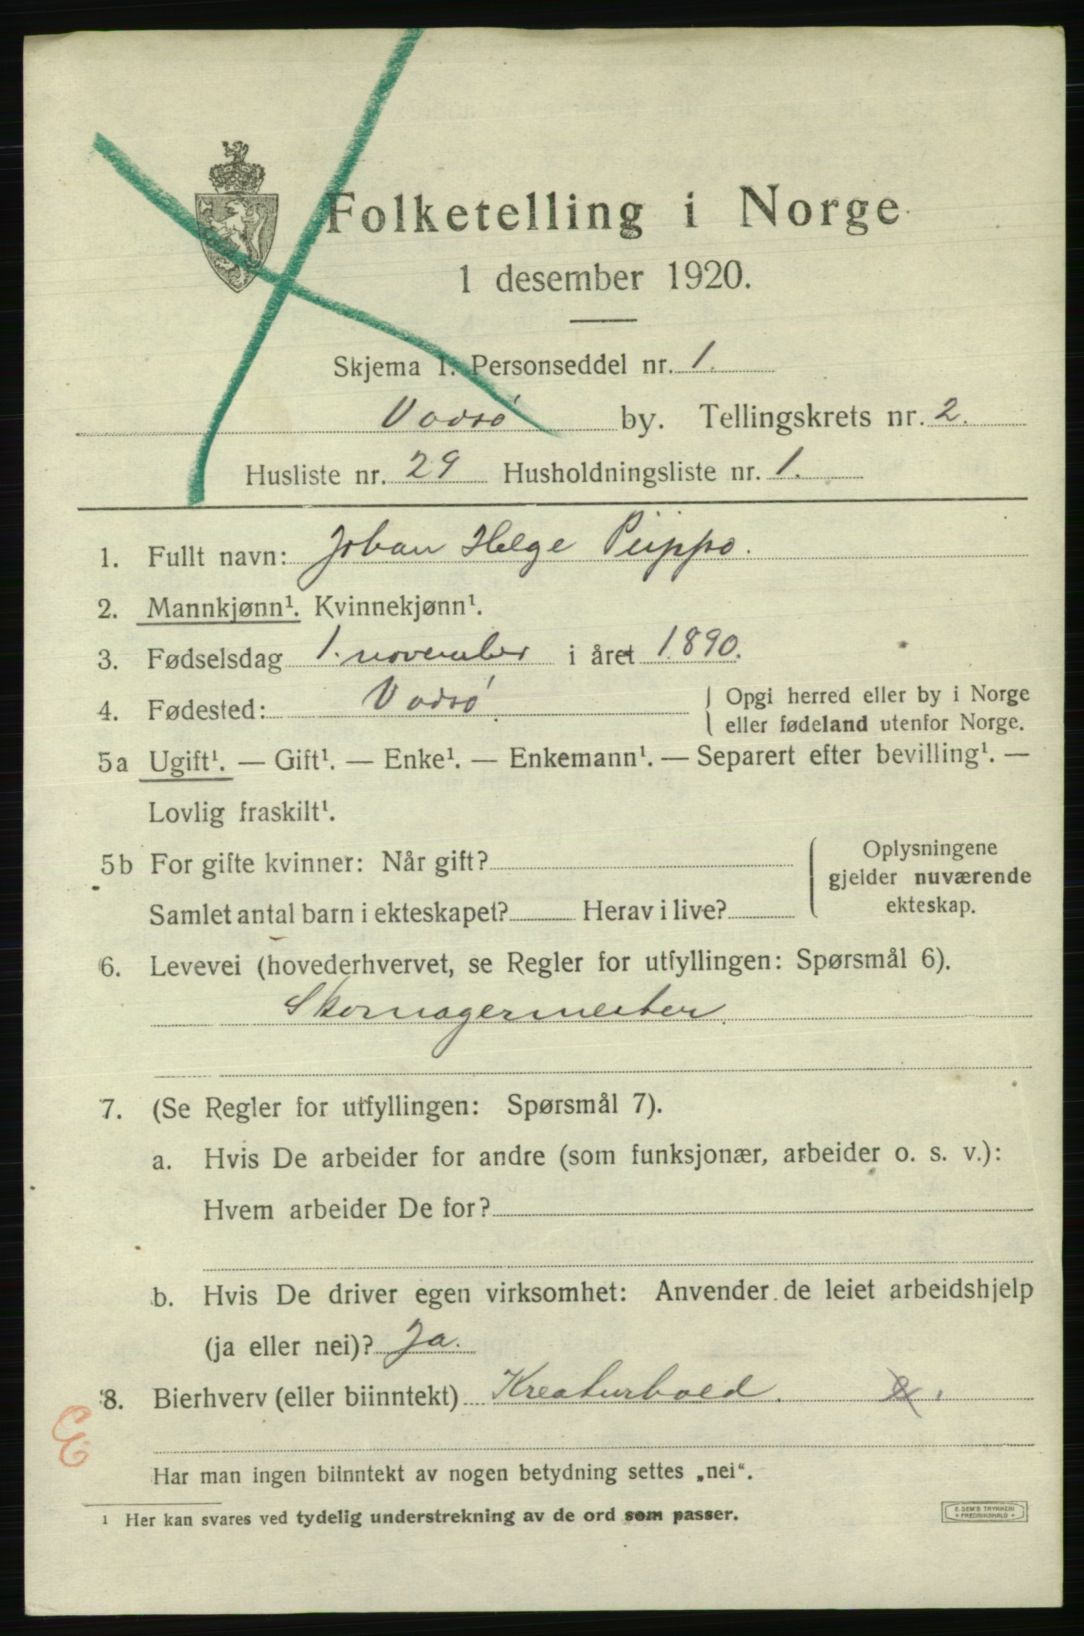 Folketelling i Norge
1 desember 1920.
Skjema 1. Personseddel nr. 1.
Vadsø by. Tellingskrets nr. 2.
Husliste nr. 29 Husholdningsliste nr. 1.
1. Fullt navn: Johan Helge Piippo.
2. Mannkjønn¹. Kvinnekjønn¹.
3. Fødselsdag 1. november i året 1890.
4. Fødested: Vadsø
Opgi herred eller by i Norge
eller fødeland utenfor Norge.
5a Ugift¹. — Gift¹. — Enke¹. — Enkemann¹. — Separert efter bevilling¹. —
Lovlig fraskilt¹.
5b For gifte kvinner: Når gift?
Samlet antal barn i ekteskapet? Herav i live?
Oplysningene
gjelder nuværende
ekteskap.
6. Levevei (hovederhvervet, se Regler for utfyllingen: Spørsmål 6).
Skomagermester.
7. (Se Regler for utfyllingen: Spørsmål 7).
a. Hvis De arbeider for andre (som funksjonær, arbeider o. s. v.):
Hvem arbeider De for?
b. Hvis De driver egen virksomhet: Anvender de leiet arbeidshjelp
(ja eller nei)? Ja.
8. Bierhverv (eller biinntekt) Kreaturhold.
E
Har man ingen biinntekt av nogen betydning settes „nei“.
1 Her kan svares ved tydelig understrekning av de ord som passer.
E. SEM'S TRYKKERI
FREDRIKSHALD